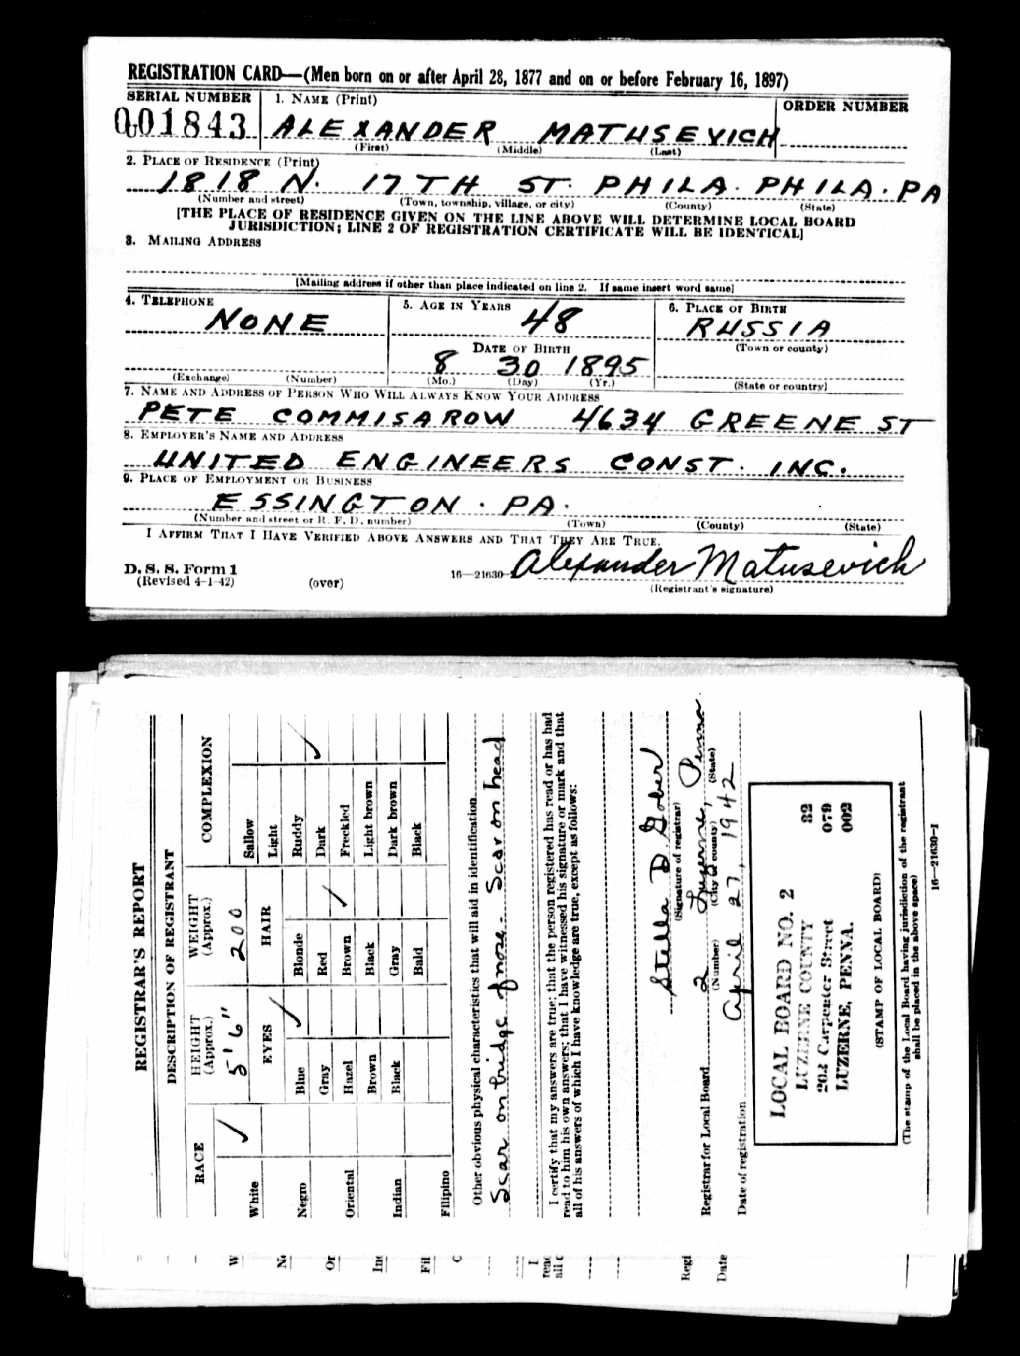 REGISTRATION CARD—(Men born on or after April 28, 1877 and on or before February 16, 1897)
SERIAL NUMBER 1. NAME (Print) ORDER NUMBER
U01843 ALEXANDER MATUSEVICH
(First) (Middle) (Last)
2. PLACE OF RESIDENCE (Print)
1818 N. 17TH ST. PHILA. PHILA. PA
(Number and street) (Town, township, village, or city) (County) (State)
[THE PLACE OF RESIDENCE GIVEN ON THE LINE ABOVE WILL DETERMINE LOCAL BOARD
JURISDICTION; LINE 2 OF REGISTRATION CERTIFICATE WILL BE IDENTICAL]
3. MAILING ADDRESS
[Mailing address if other than place indicated on line 2. If same insert word same]
4. TELEPHONE 5. AGE IN YEARS 6. PLACE OF BIRTH
NONE 48 RUSSIA
DATE OF BIRTH (Town or county)
8 30 1895
(Exchange) (Number) (Mo.) (Day) (Yr.) (State or country)
7. NAME AND ADDRESS OF PERSON WHO WILL ALWAYS KNOW YOUR ADDRESS
PETE COMMISAROW 4634 GREENE ST
8. EMPLOYER'S NAME AND ADDRESS
UNITED ENGINEERS CONST. INC.
9. PLACE OF EMPLOYMENT OR BUSINESS
ESSINGTON. PA.
(Number and street or R. F. D. number) (Town) (County) (State)
I AFFIRM THAT I HAVE VERIFIED ABOVE ANSWERS AND THAT THEY ARE TRUE.
D. S. S. Form 1
(Revised 4-1-42) (over) 16—21630 Alexander Matusevich
(Registrant's signature)
REGISTRAR'S REPORT
DESCRIPTION OF REGISTRANT
RACE HEIGHT (Approx.) WEIGHT (Approx.) COMPLEXION
White ✓ 5'6" 200 Sallow
EYES HAIR Light
Negro Blue ✓ Blonde Ruddy
Gray Red Dark ✓
Oriental Hazel Brown ✓ Freckled
Brown Black Light brown
Indian Black Gray Dark brown
Bald Black
Filipino
Other obvious physical characteristics that will aid in identification
Scar on bridge of nose - Scar on head
I certify that my answers are true; that the person registered has read or has had
read to him his own answers; that I have witnessed his signature or mark and that
all of his answers of which I have knowledge are true, except as follows:
Stella D. Gober
(Signature of registrar)
Registrar for Local Board 2 Luzerne, Penna.
(Number) (City or county) (State)
Date of registration April 27, 1942
LOCAL BOARD NO. 2 82
LUZERNE COUNTY 079
202 Carpenter Street 002
LUZERNE, PENNA.
(STAMP OF LOCAL BOARD)
(The stamp of the Local Board having jurisdiction of the registrant
shall be placed in the above space)
16—21630-1